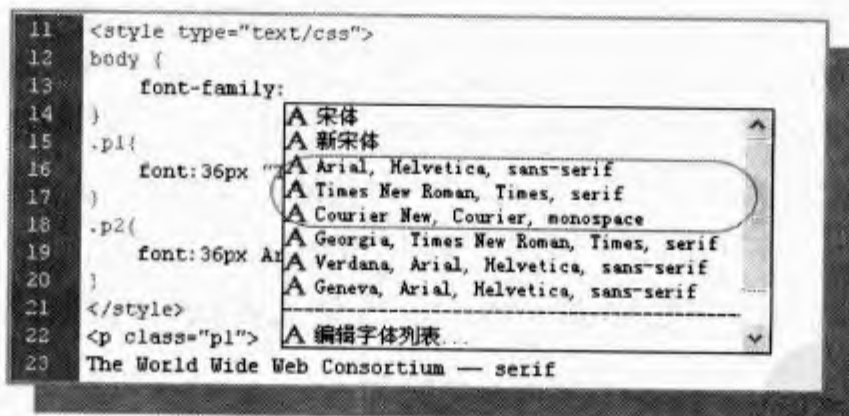 11 <style type="text/css">
12 body {
13 font-family:
14 }
15 .p1{
16 font:36px "
17 }
18 .p2{
19 font:36px Ar
20 }
21 </style>
22 <p class="p1">
23 The World Wide Web Consortium — serif
A 宋体
A 新宋体
A Arial, Helvetica, sans-serif
A Times New Roman, Times, serif
A Courier New, Courier, monospace
A Georgia, Times New Roman, Times, serif
A Verdana, Arial, Helvetica, sans-serif
A Geneva, Arial, Helvetica, sans-serif
A 编辑字体列表...